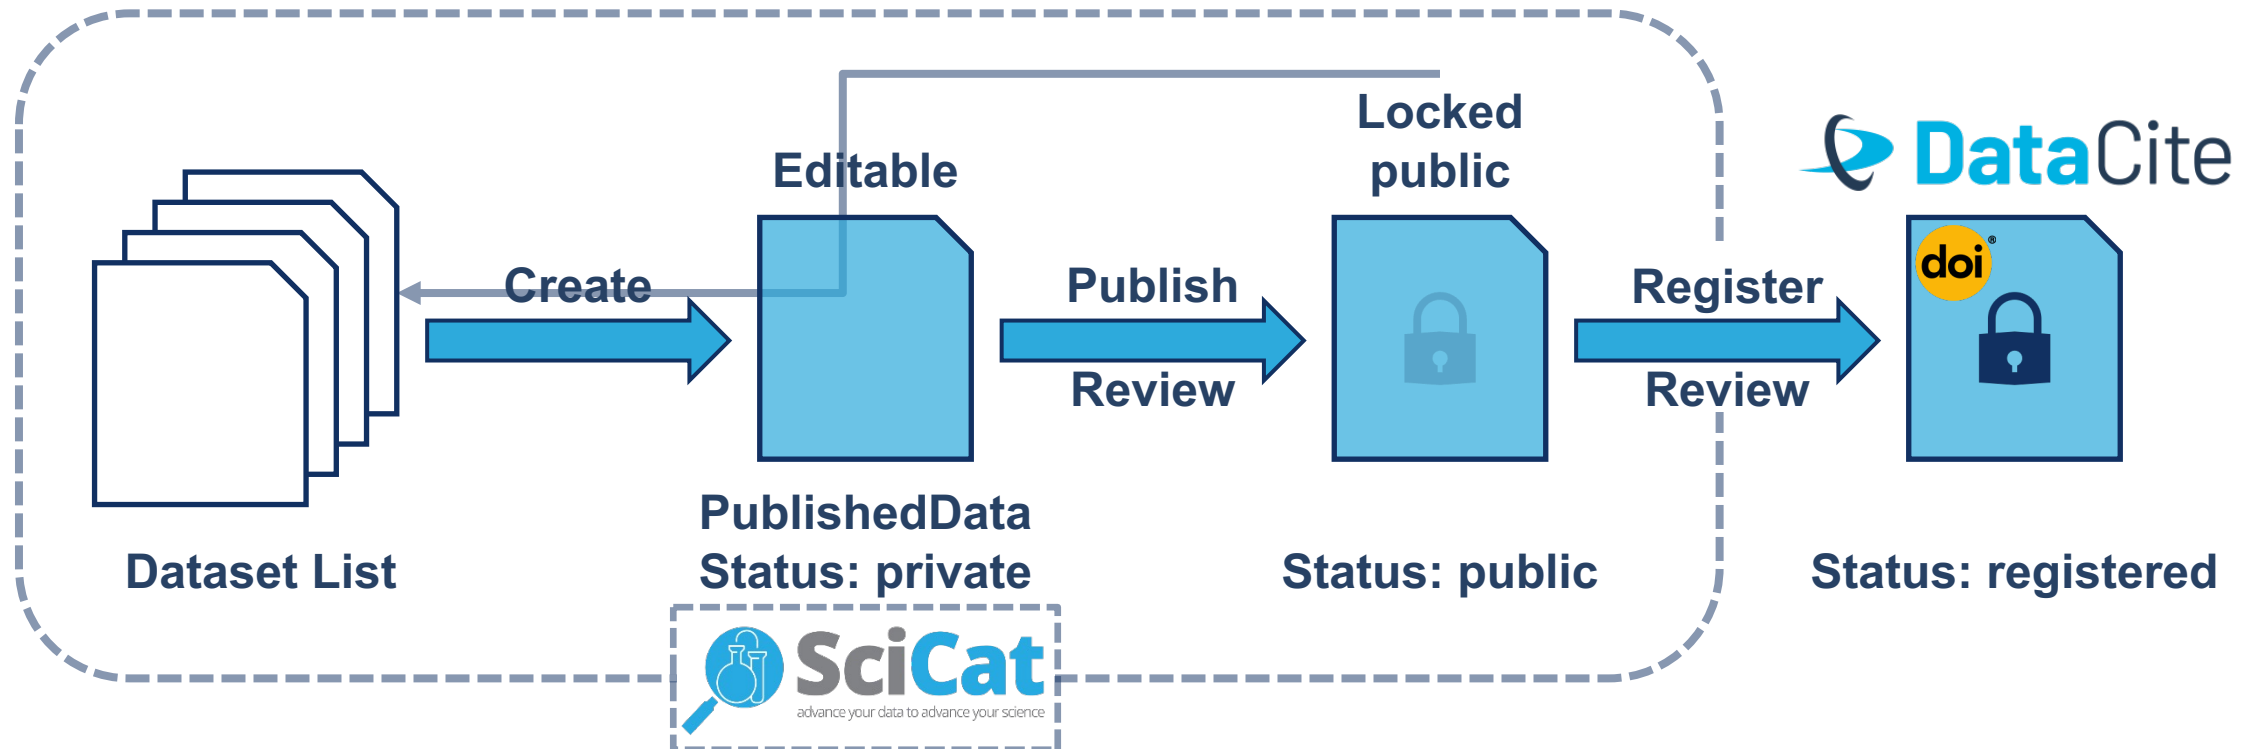 Locked
public
Editable
DataCite
doi®
Create
Publish
Register
Review
Review
PublishedData
Dataset List
Status: private
Status: public
Status: registered
SciCat
advance your data to advance your science